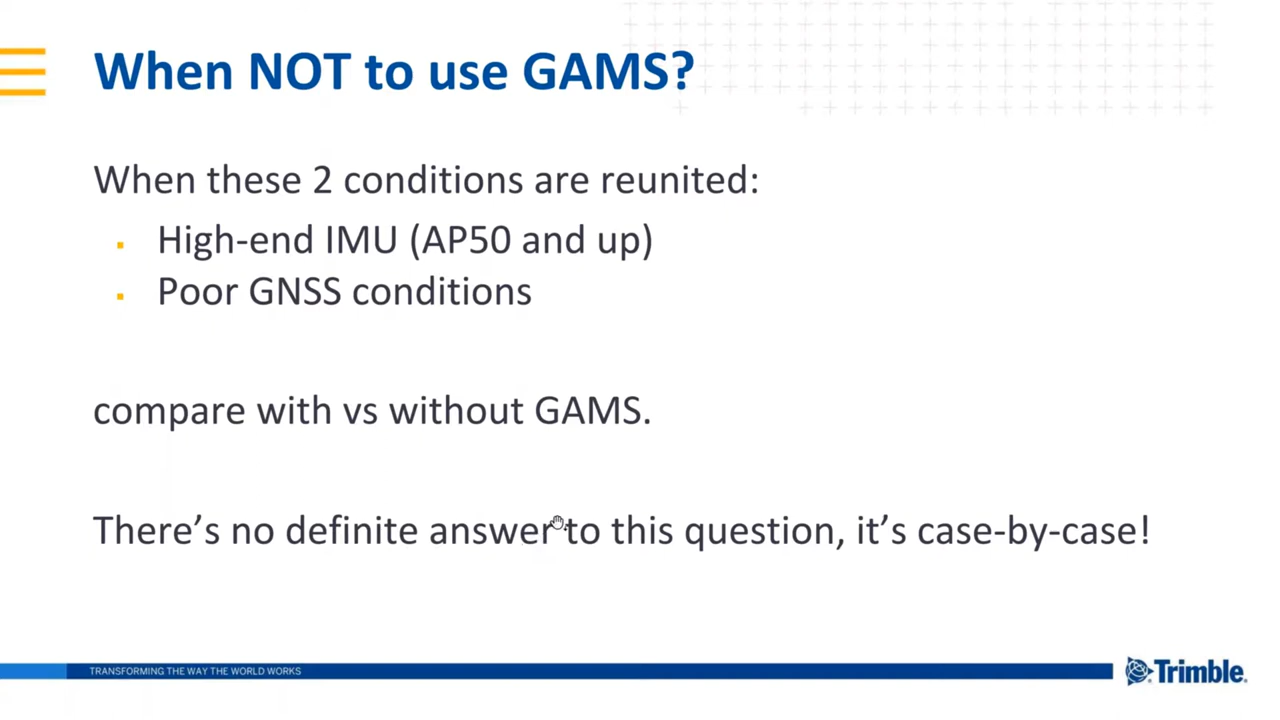 When NOT to use GAMS?
When these 2 conditions are reunited:
High-end IMU (AP50 and up)
Poor GNSS conditions
compare with vs without GAMS.
There’s no definite answer to this question, it’s case-by-case!
TRANSFORMING THE WAY THE WORLD WORKS
Trimble.